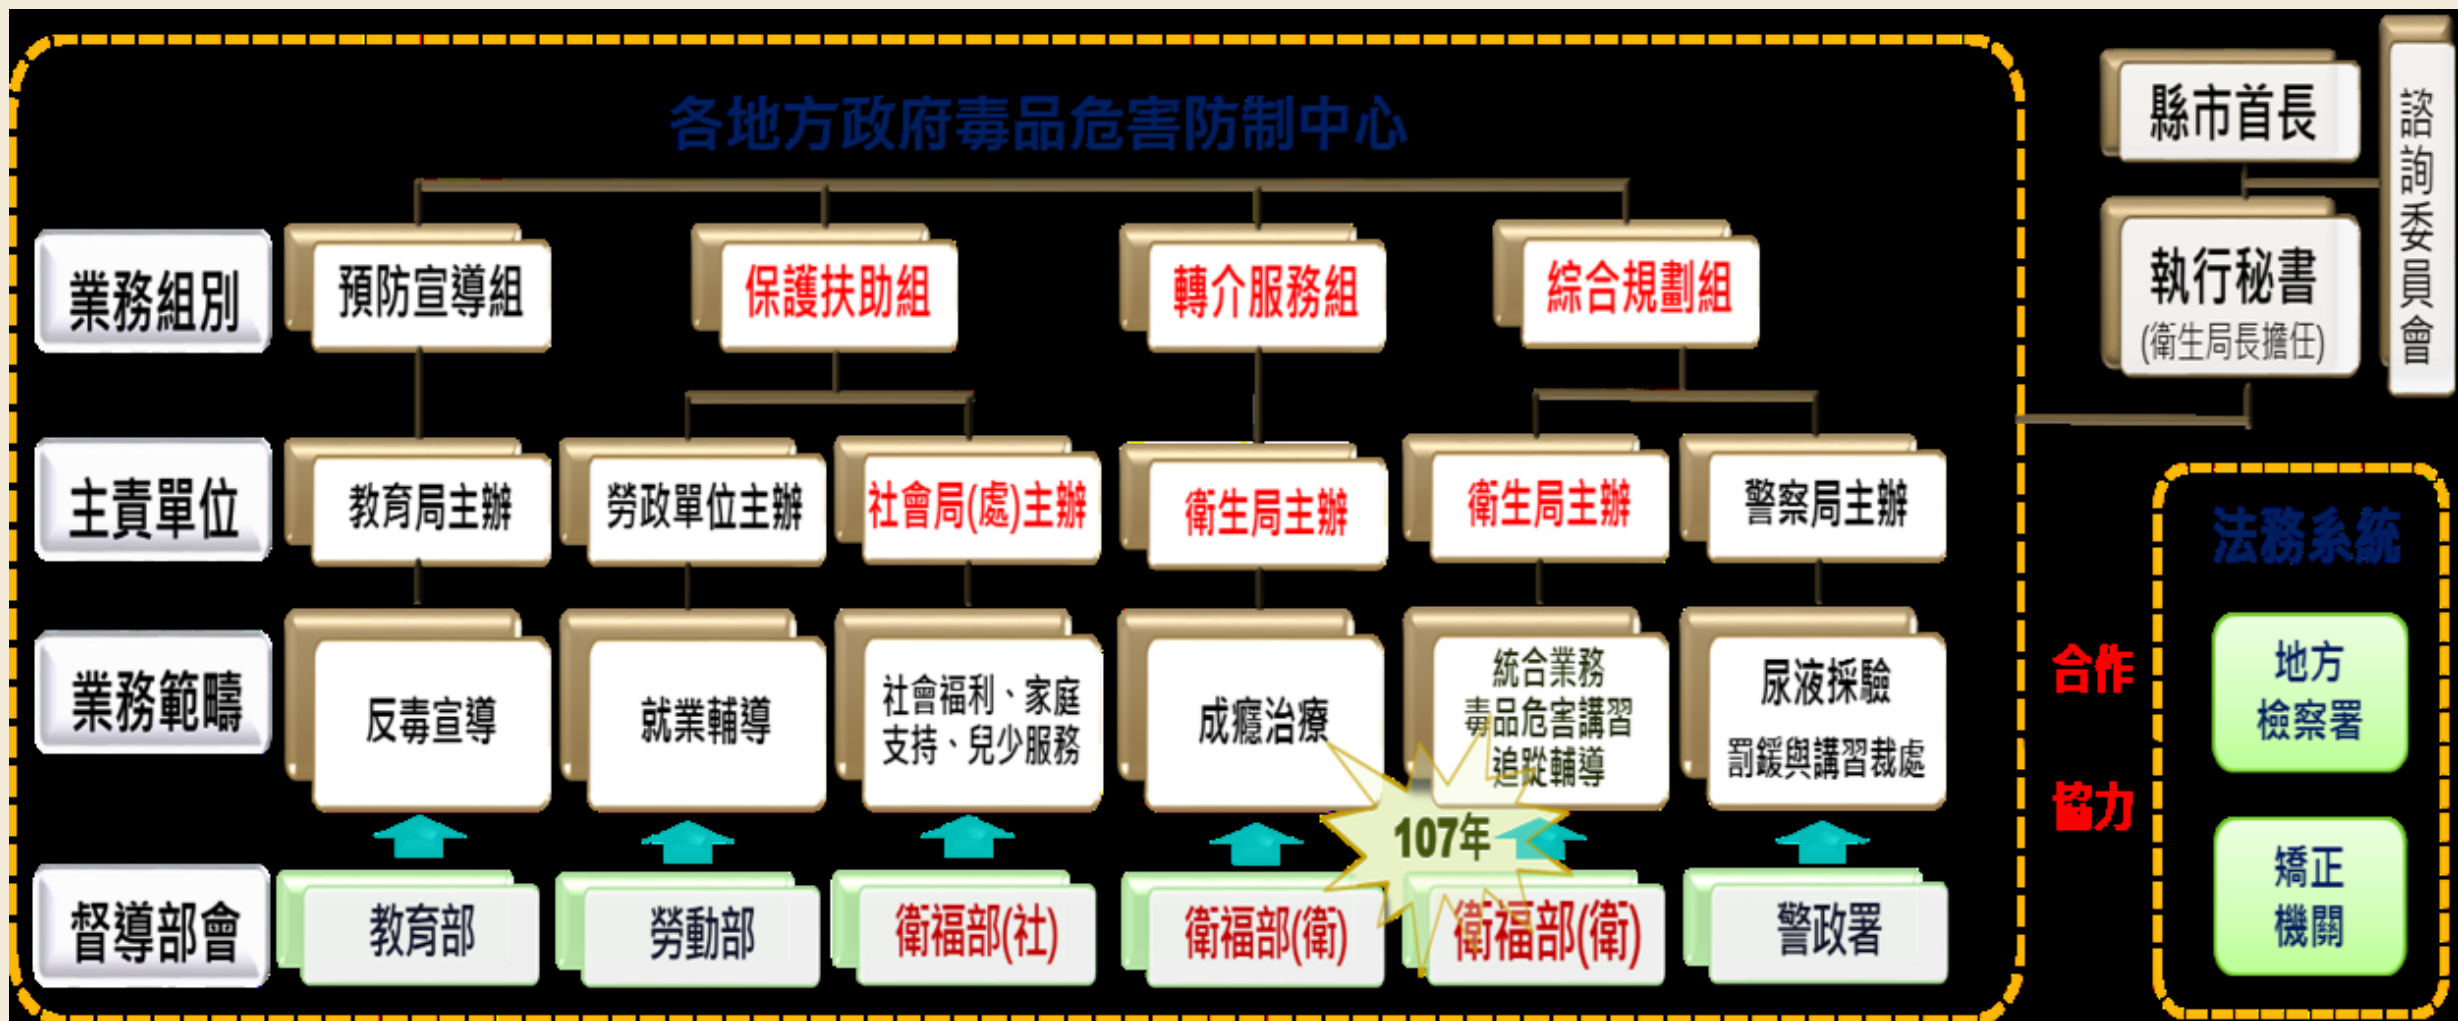 各地方政府毒品危害防制中心
縣市首長
諮詢委員會
執行秘書
(衛生局長擔任)
業務組別
預防宣導組
保護扶助組
轉介服務組
綜合規劃組
主責單位
教育局主辦
勞政單位主辦
社會局(處)主辦
衛生局主辦
衛生局主辦
警察局主辦
業務範疇
反毒宣導
就業輔導
社會福利、家庭
支持、兒少服務
成癮治療
統合業務
毒品危害講習
追蹤輔導
尿液採驗
罰鍰與講習裁處
107年
督導部會
教育部
勞動部
衛福部(社)
衛福部(衛)
衛福部(衛)
警政署
合作
協力
法務系統
地方
檢察署
矯正
機關